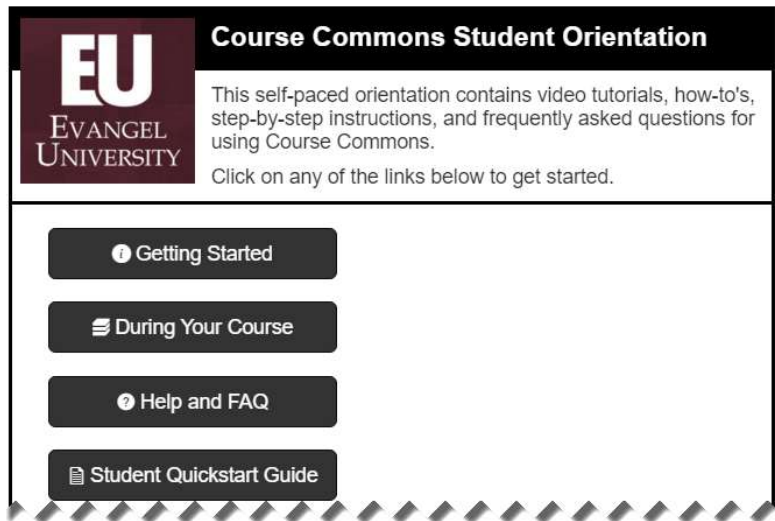 EU
EVANGEL
UNIVERSITY
Course Commons Student Orientation
This self-paced orientation contains video tutorials, how-to's,
step-by-step instructions, and frequently asked questions for
using Course Commons.
Click on any of the links below to get started.
Getting Started
During Your Course
Help and FAQ
Student Quickstart Guide